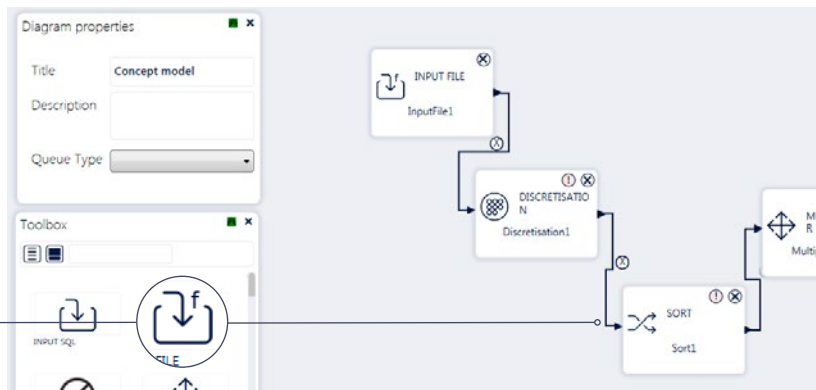 Diagram properties
Title
Concept model
Description
Queue Type
Toolbox
INPUT SQL
FILE
f
f
INPUT FILE
InputFile1
X
DISCRETISATIO
N
Discretisation1
X
SORT
Sort1